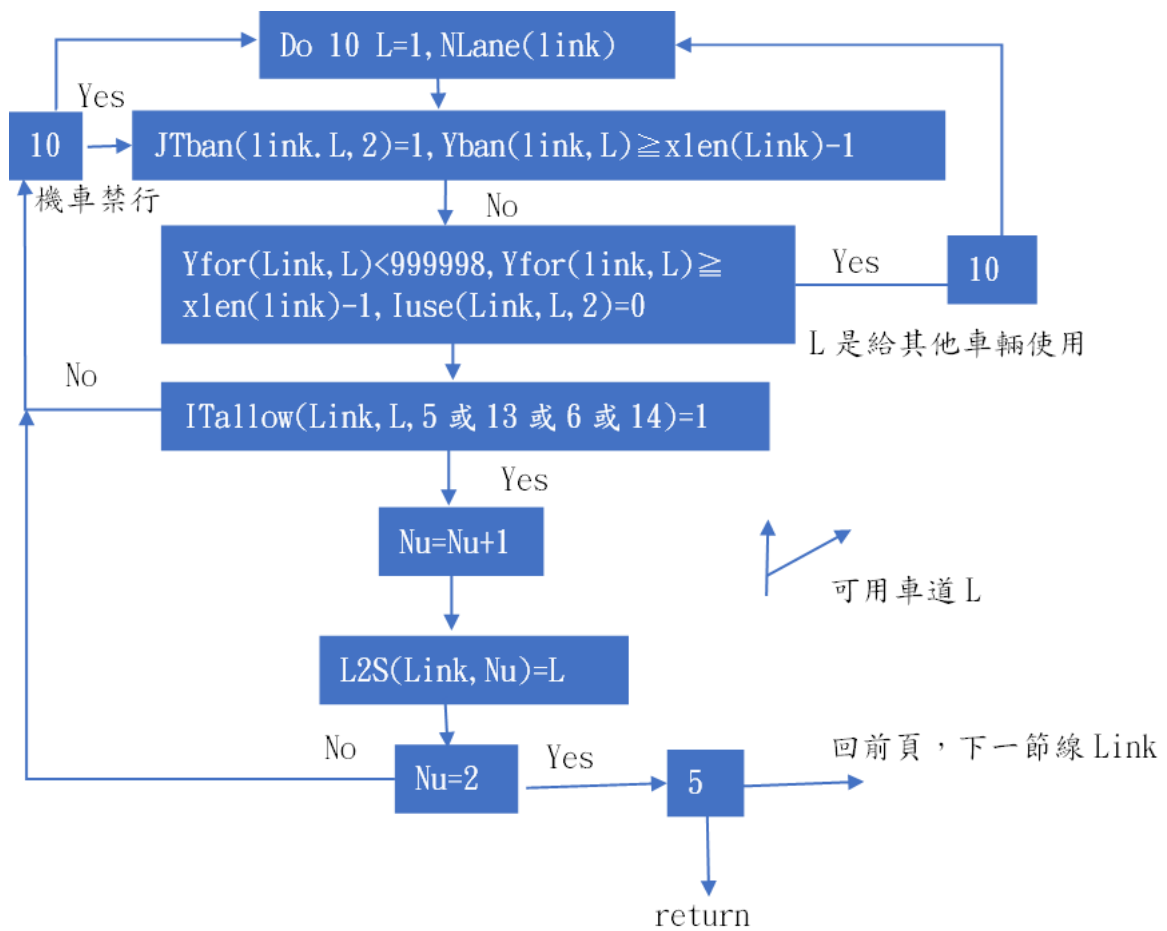 Do 10 L=1,NLane(link)
Yes
10
JTban(link.L,2)=1,Yban(link,L)≧xlen(Link)-1
機車禁行
No
Yfor(Link,L)<999998,Yfor(link,L)≧
xlen(link)-1,Iuse(Link,L,2)=0
Yes
10
L 是給其他車輛使用
No
ITallow(Link,L,5 或 13 或 6 或 14)=1
Yes
Nu=Nu+1
可用車道 L
L2S(Link,Nu)=L
No
Nu=2
Yes
5
回前頁，下一節線 Link
return